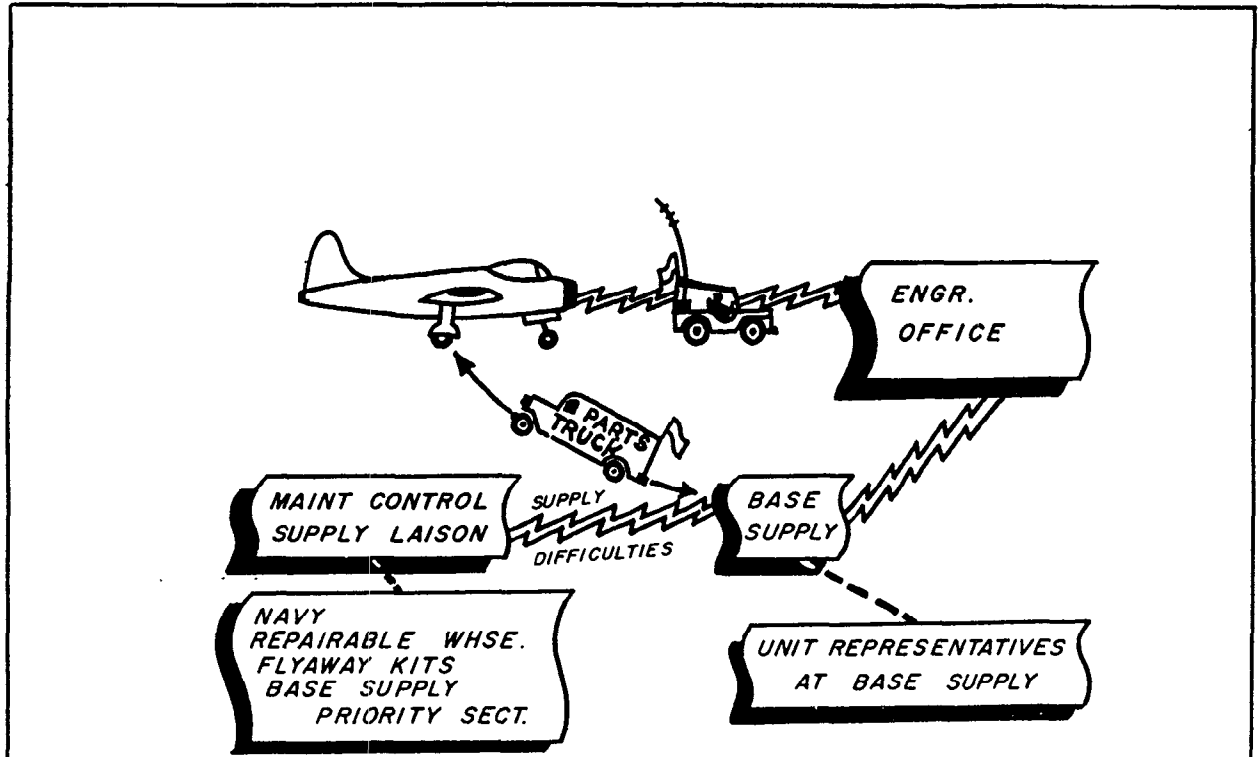 ENGR.
OFFICE
PARTS
TRUCK
MAINT CONTROL
SUPPLY LAISON
SUPPLY
DIFFICULTIES
BASE
SUPPLY
NAVY
REPAIRABLE WHSE.
FLYAWAY KITS
BASE SUPPLY
PRIORITY SECT.
UNIT REPRESENTATIVES
AT BASE SUPPLY